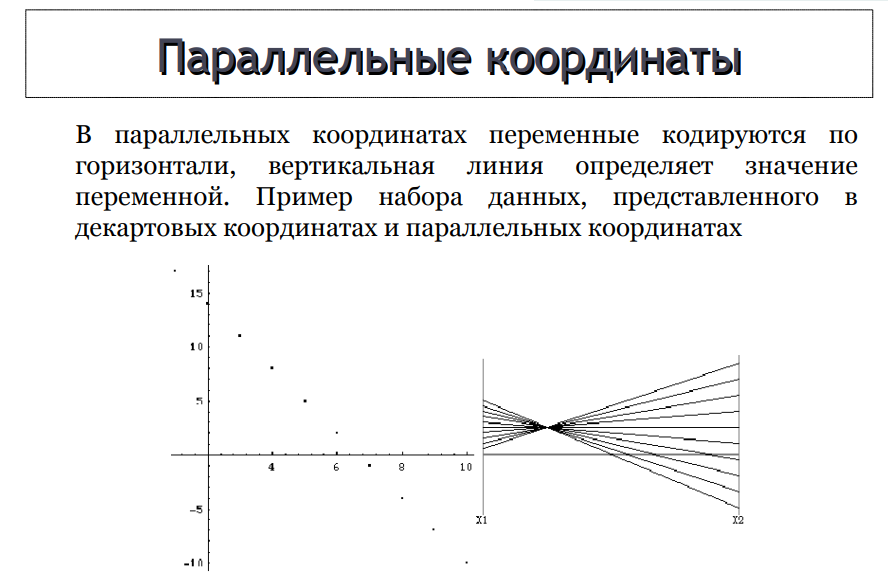 Параллельные координаты
В параллельных координатах переменные кодируются по
горизонтали, вертикальная линия определяет значение
переменной. Пример набора данных, представленного в
декартовых координатах и параллельных координатах
15
10
5
4 6 8 10
-5
-10
X1 X2